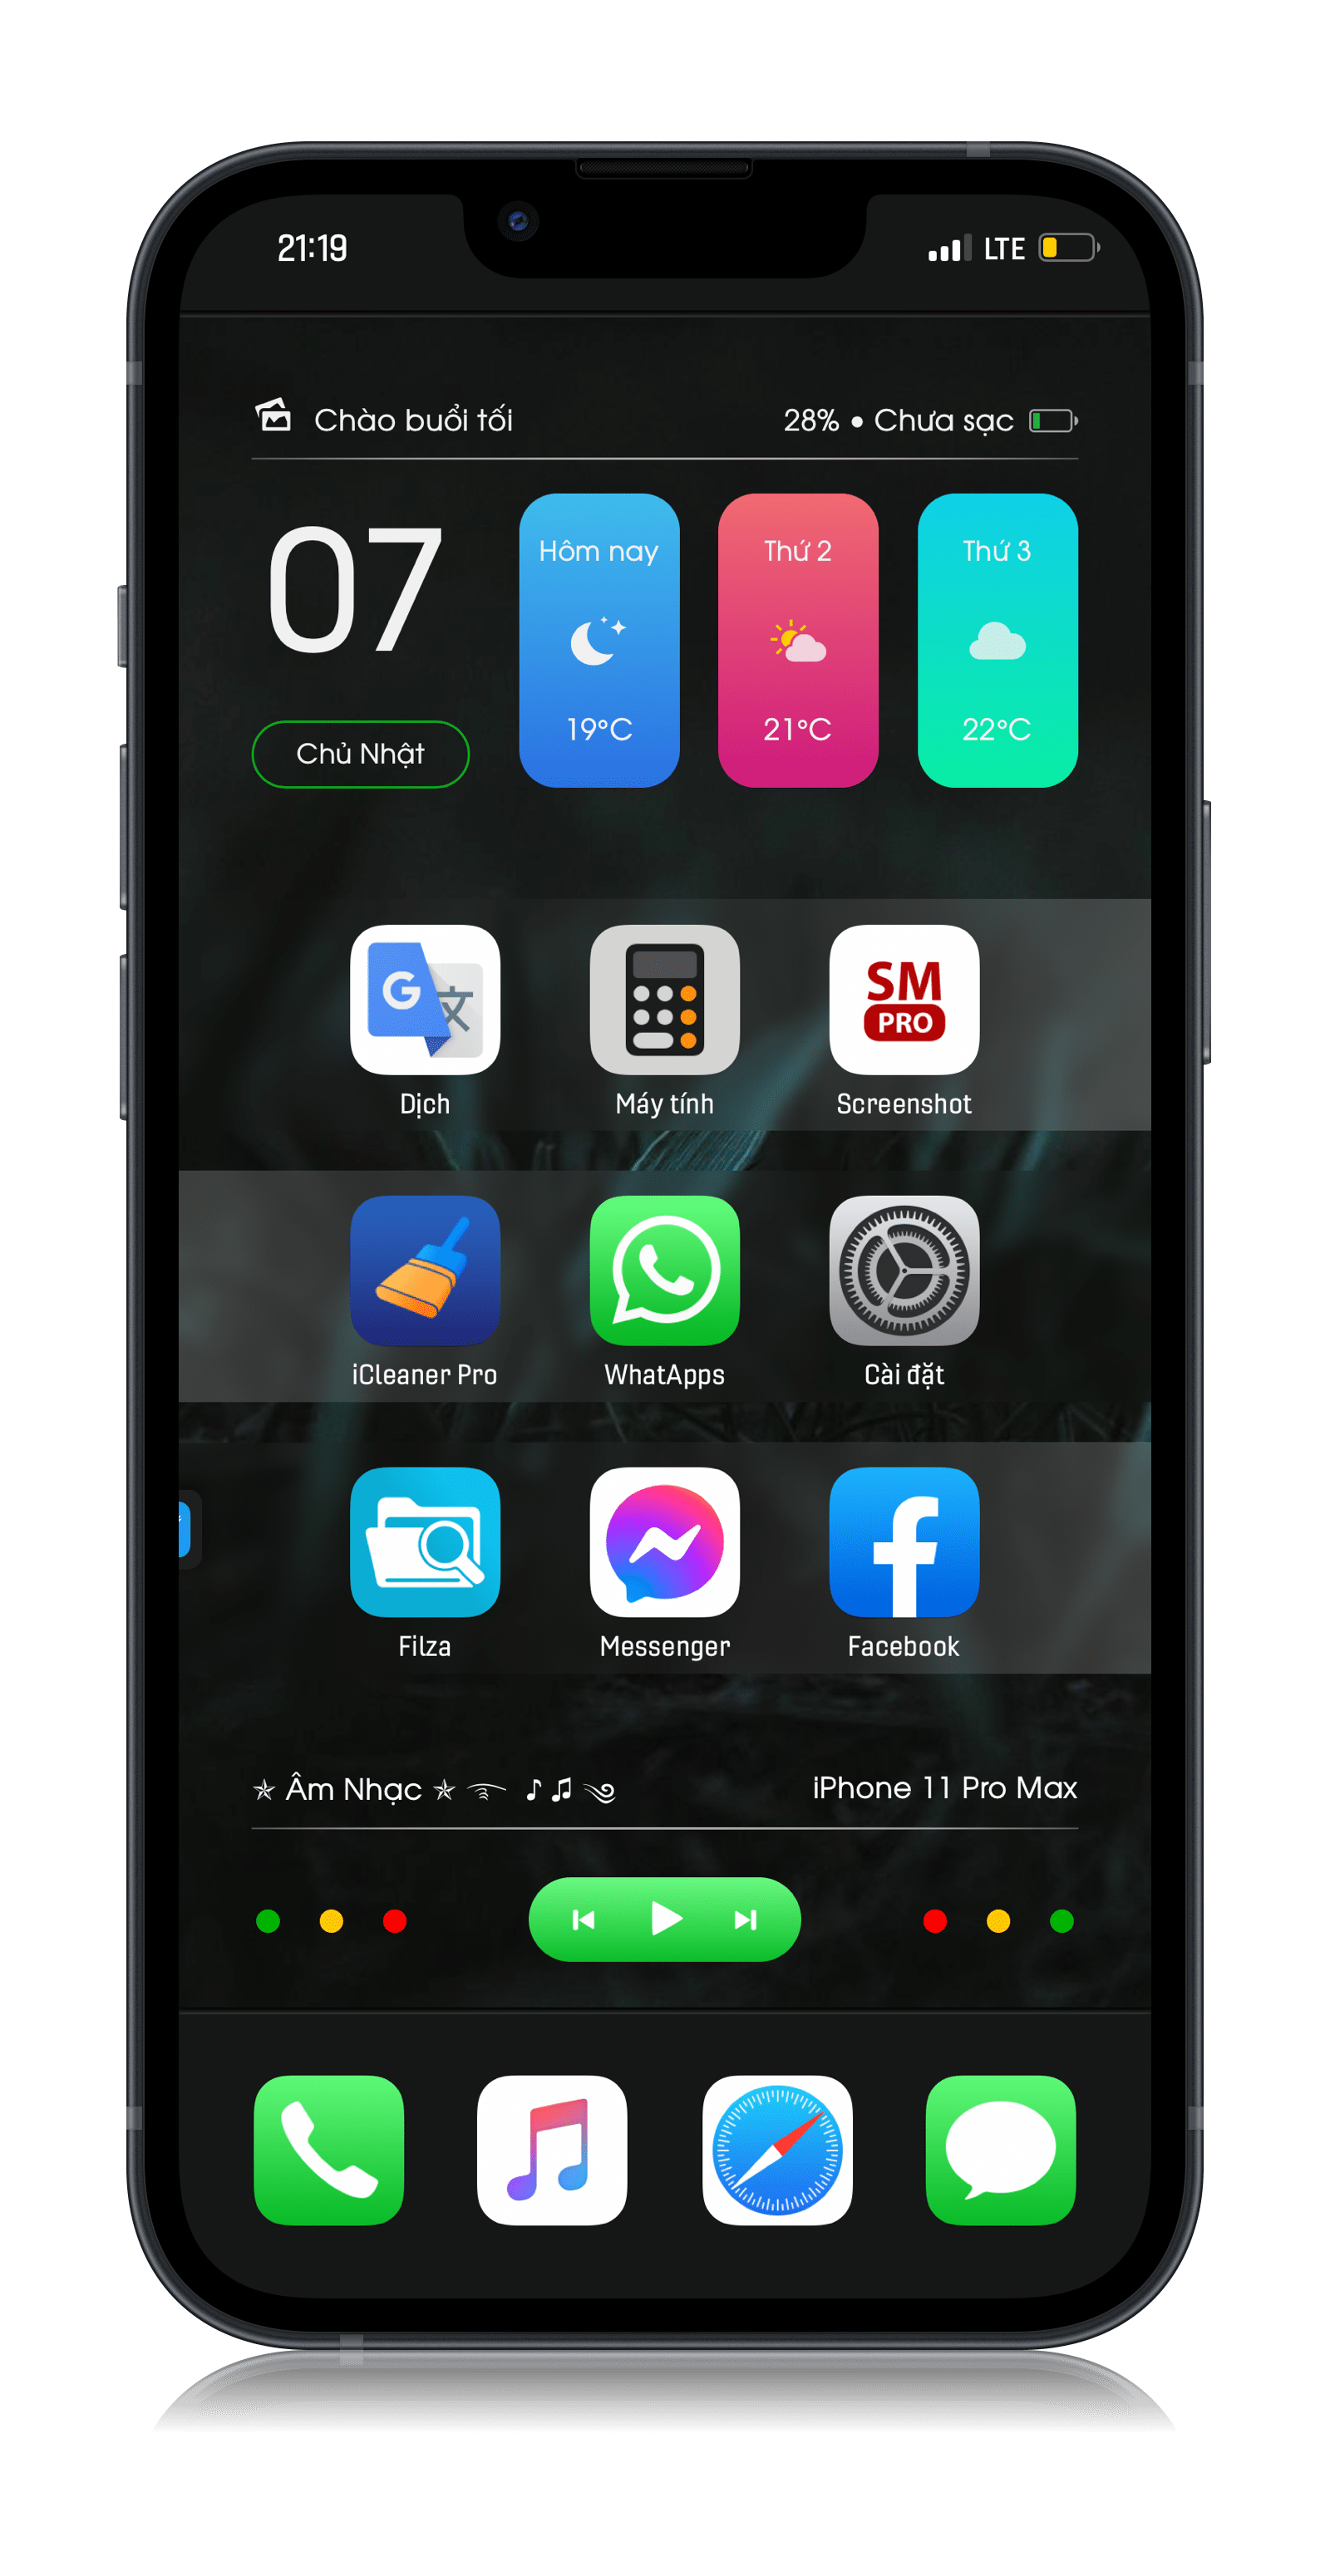 21:19 LTE
Chào buổi tối 28% • Chưa sạc
07
Chủ Nhật
Hôm nay Thứ 2 Thứ 3
19°C 21°C 22°C
G 文
SM
PRO
Dịch Máy tính Screenshot
iCleaner Pro WhatApps Cài đặt
Filza Messenger Facebook
✯ Âm Nhạc ✯ ♪♫ iPhone 11 Pro Max